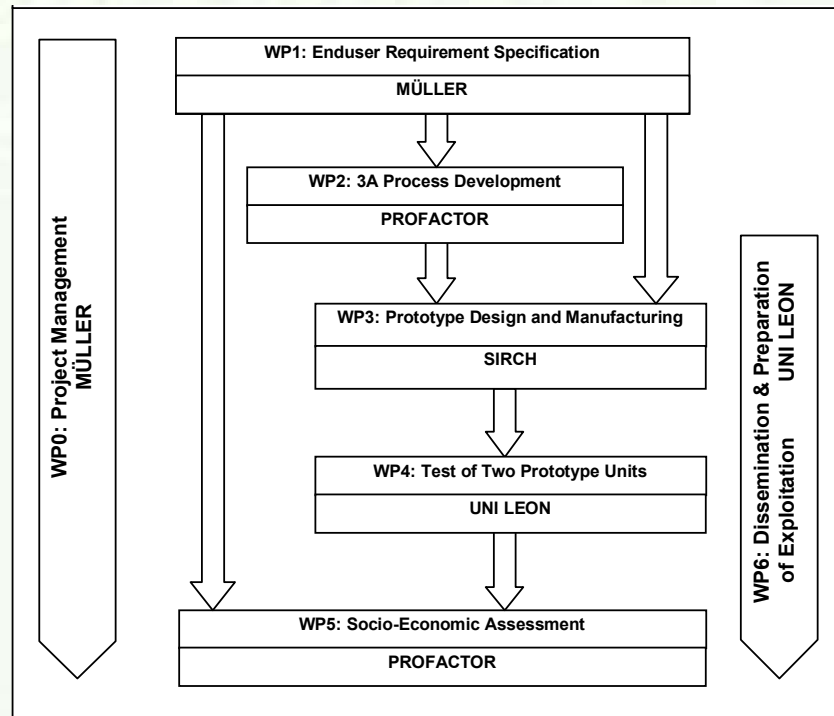 WP0: Project Management
MÜLLER
WP1: Enduser Requirement Specification
MÜLLER
WP2: 3A Process Development
PROFACTOR
WP3: Prototype Design and Manufacturing
SIRCH
WP4: Test of Two Prototype Units
UNI LEON
WP5: Socio-Economic Assessment
PROFACTOR
WP6: Dissemination & Preparation
of Exploitation UNI LEON